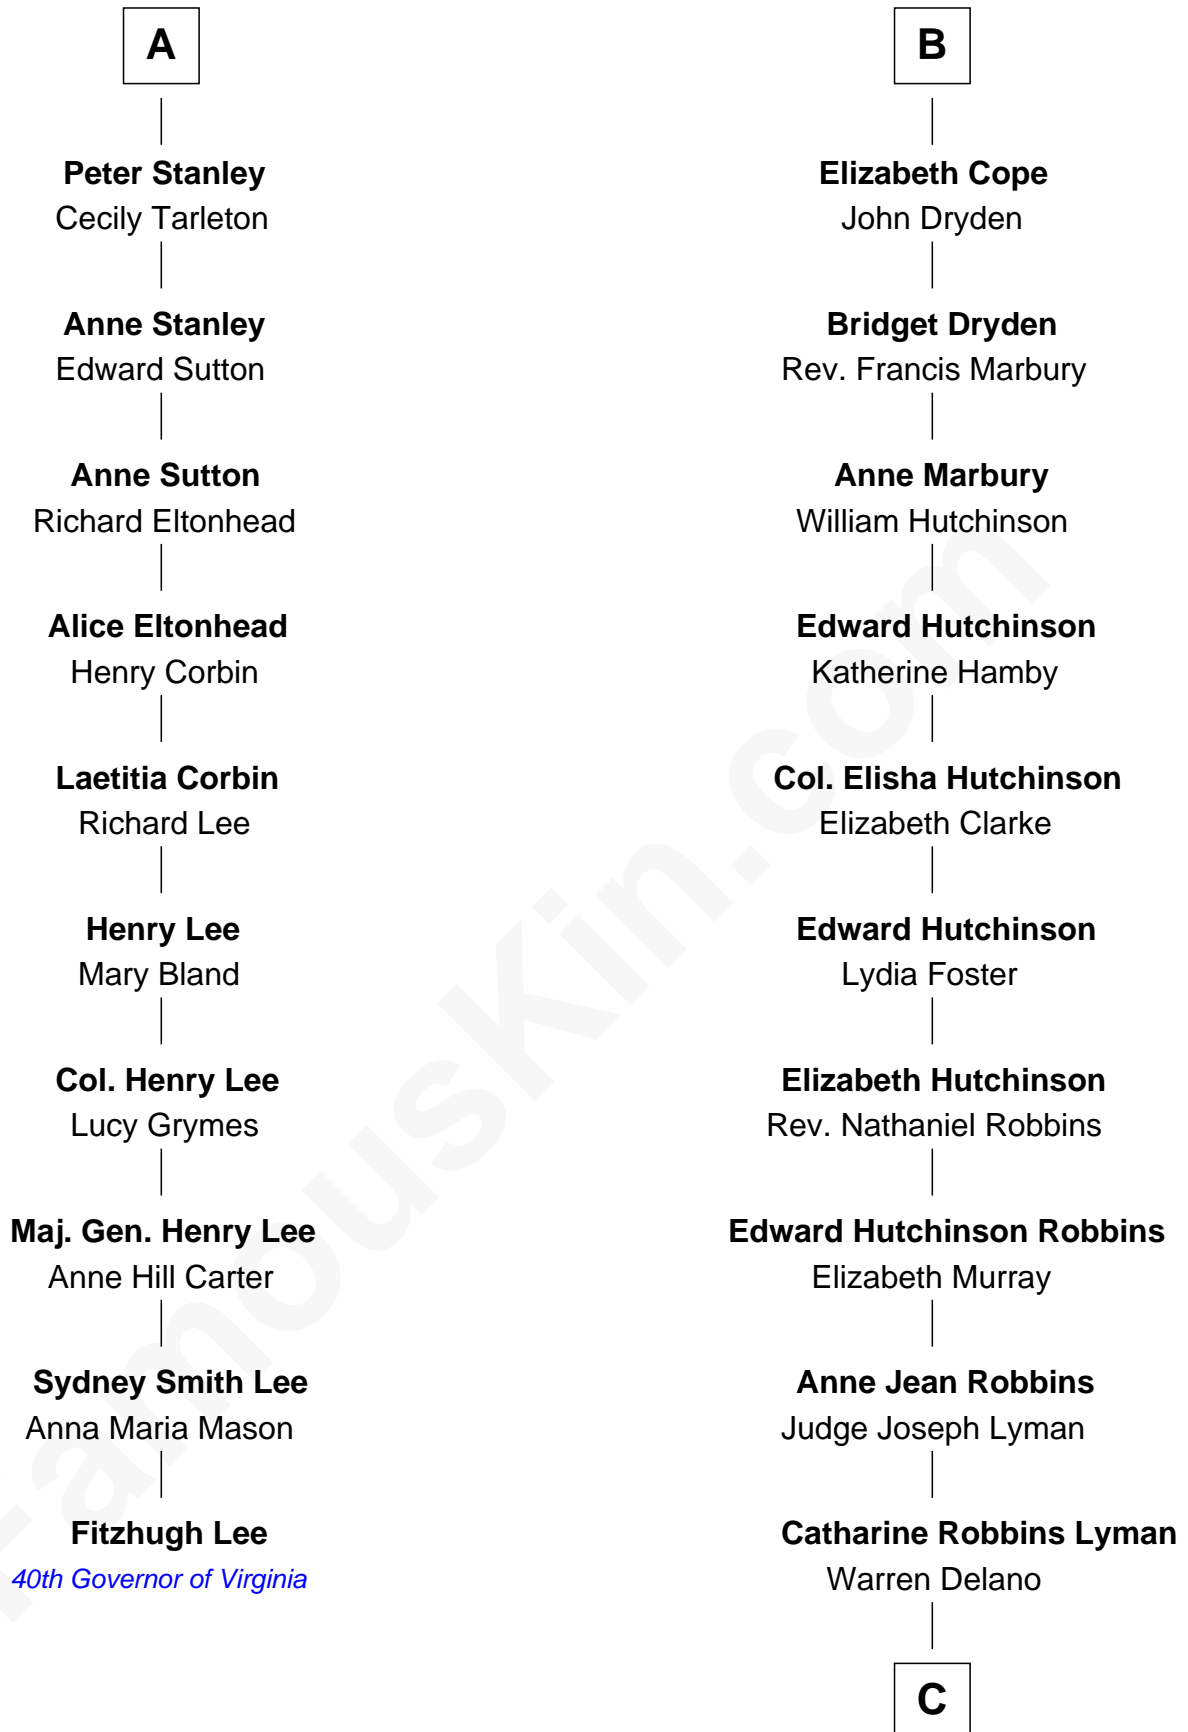 A
Peter Stanley
Cecily Tarleton
Anne Stanley
Edward Sutton
Anne Sutton
Richard Eltonhead
Alice Eltonhead
Henry Corbin
Laetitia Corbin
Richard Lee
Henry Lee
Mary Bland
Col. Henry Lee
Lucy Grymes
Maj. Gen. Henry Lee
Anne Hill Carter
Sydney Smith Lee
Anna Maria Mason
Fitzhugh Lee
40th Governor of Virginia
B
Elizabeth Cope
John Dryden
Bridget Dryden
Rev. Francis Marbury
Anne Marbury
William Hutchinson
Edward Hutchinson
Katherine Hamby
Col. Elisha Hutchinson
Elizabeth Clarke
Edward Hutchinson
Lydia Foster
Elizabeth Hutchinson
Rev. Nathaniel Robbins
Edward Hutchinson Robbins
Elizabeth Murray
Anne Jean Robbins
Judge Joseph Lyman
Catharine Robbins Lyman
Warren Delano
C
FamousKin.com